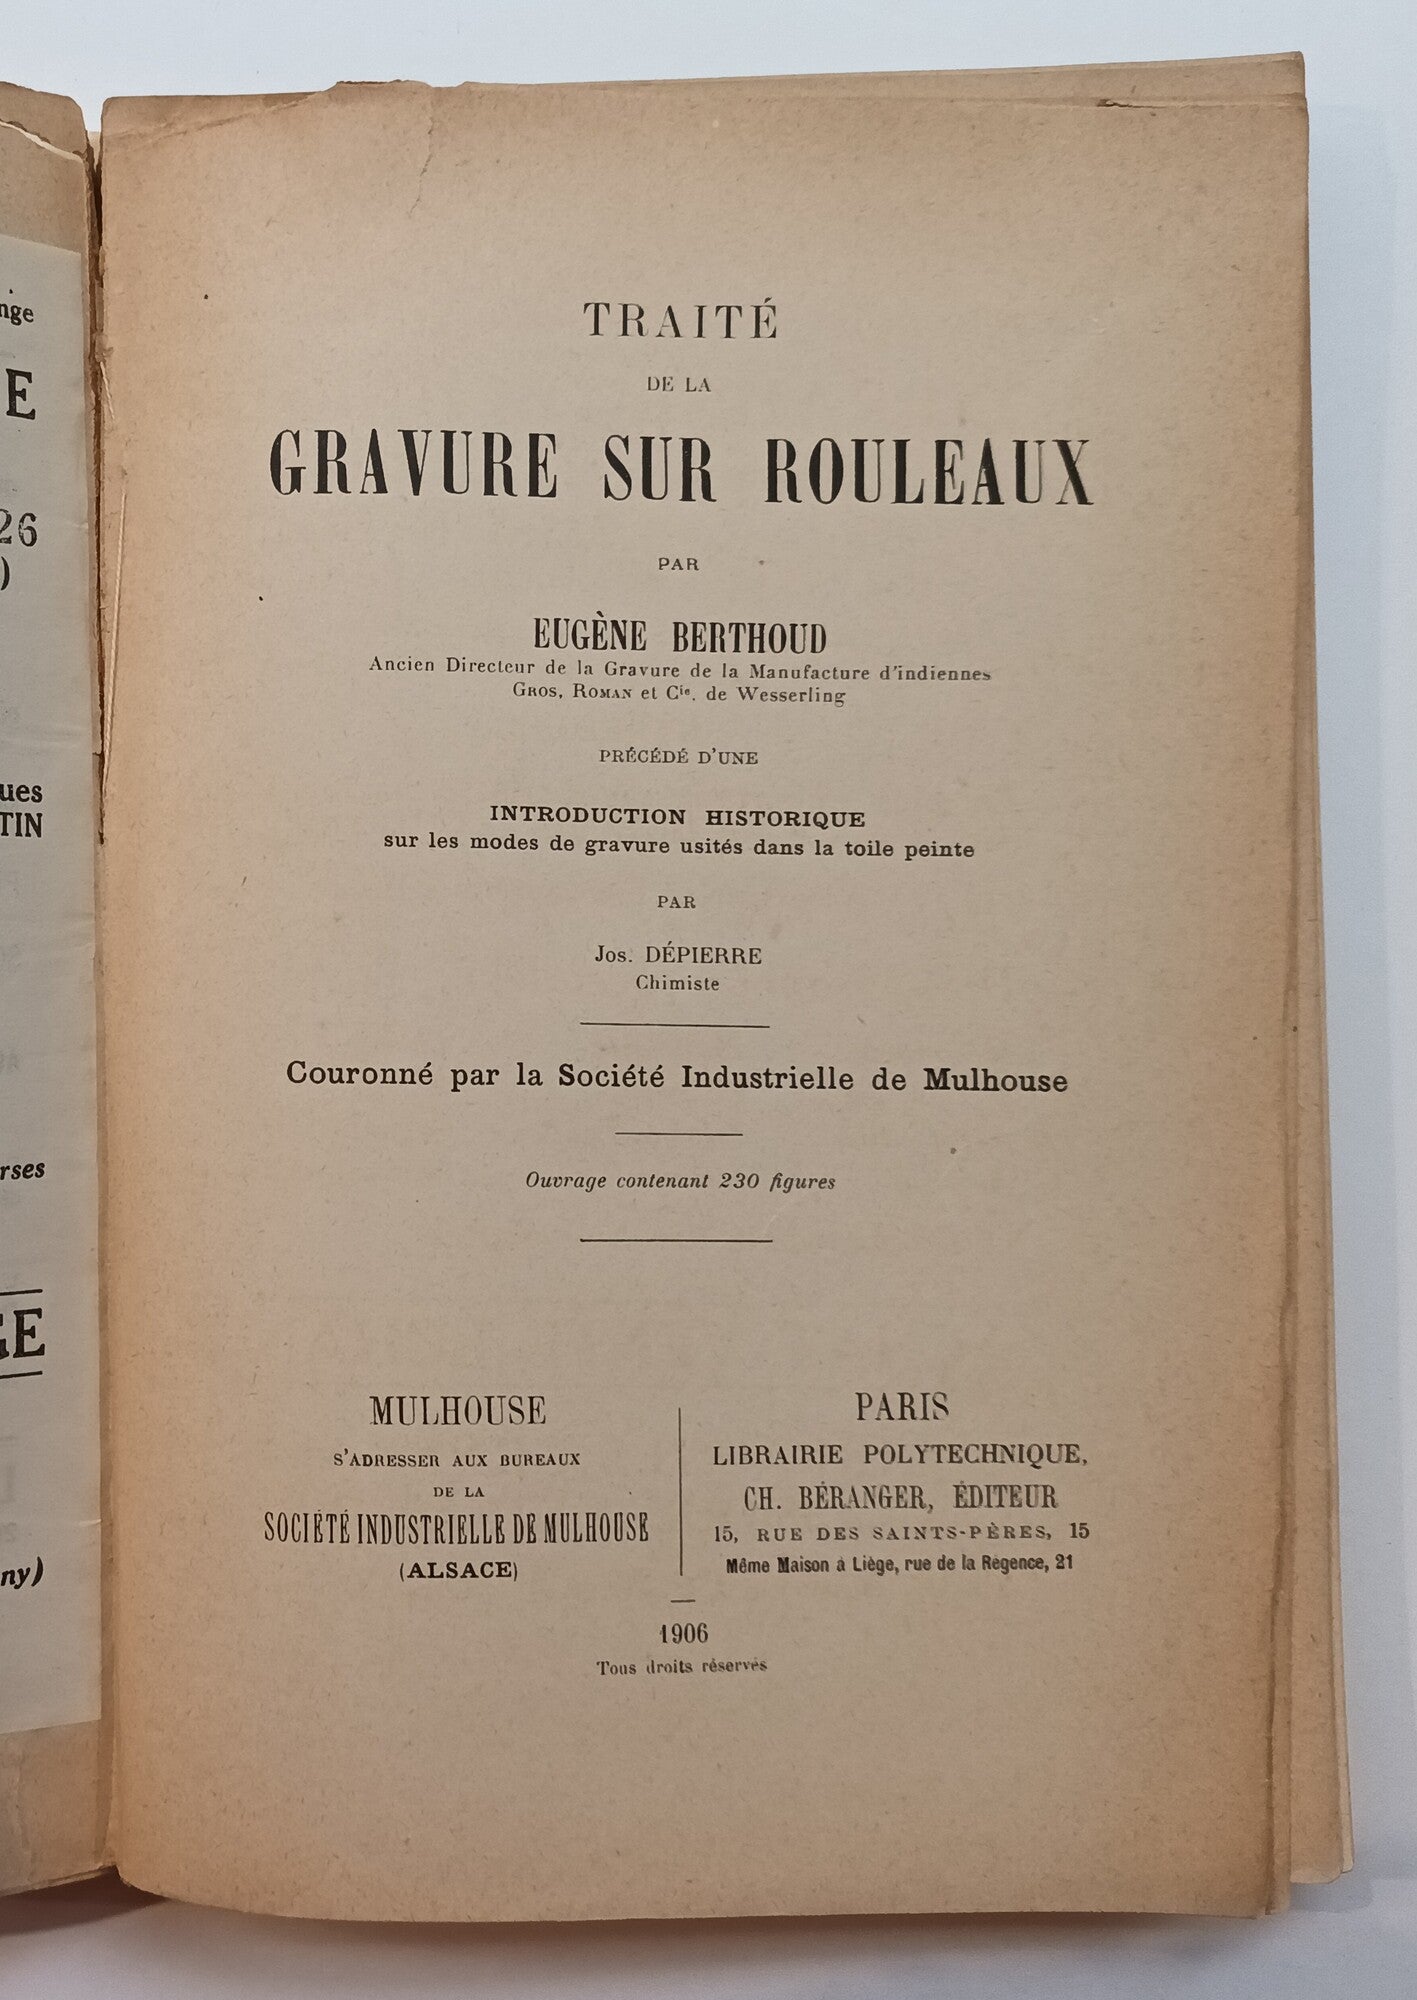 nge
E
26
)
ues
TIN
rses
GE
ny)
TRAITÉ
DE LA
GRAVURE SUR ROULEAUX
PAR
EUGÈNE BERTHOUD
Ancien Directeur de la Gravure de la Manufacture d'indiennes
GROS, ROMAN et Cie. de Wesserling
PRÉCÉDÉ D'UNE
INTRODUCTION HISTORIQUE
sur les modes de gravure usités dans la toile peinte
PAR
Jos. DÉPIERRE
Chimiste
Couronné par la Société Industrielle de Mulhouse
Ouvrage contenant 230 figures
MULHOUSE
S'ADRESSER AUX BUREAUX
DE LA
SOCIÉTÉ INDUSTRIELLE DE MULHOUSE
(ALSACE)
PARIS
LIBRAIRIE POLYTECHNIQUE,
CH. BÉRANGER, ÉDITEUR
15, RUE DES SAINTS-PÈRES, 15
Même Maison à Liège, rue de la Régence, 21
1906
Tous droits réservés